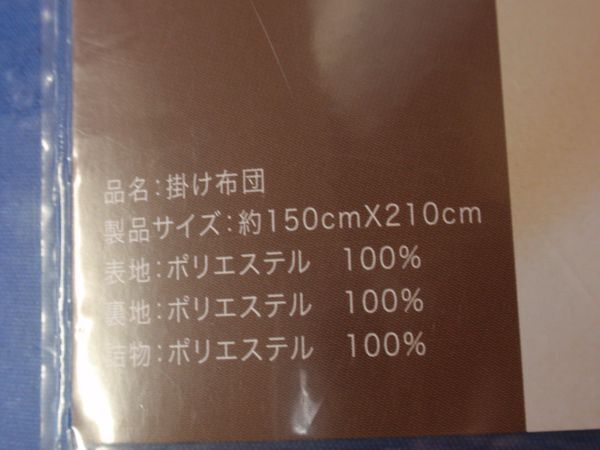 品名:掛け布団
製品サイズ:約150cmX210cm
表地:ポリエステル　100%
裏地:ポリエステル　100%
詰物:ポリエステル　100%